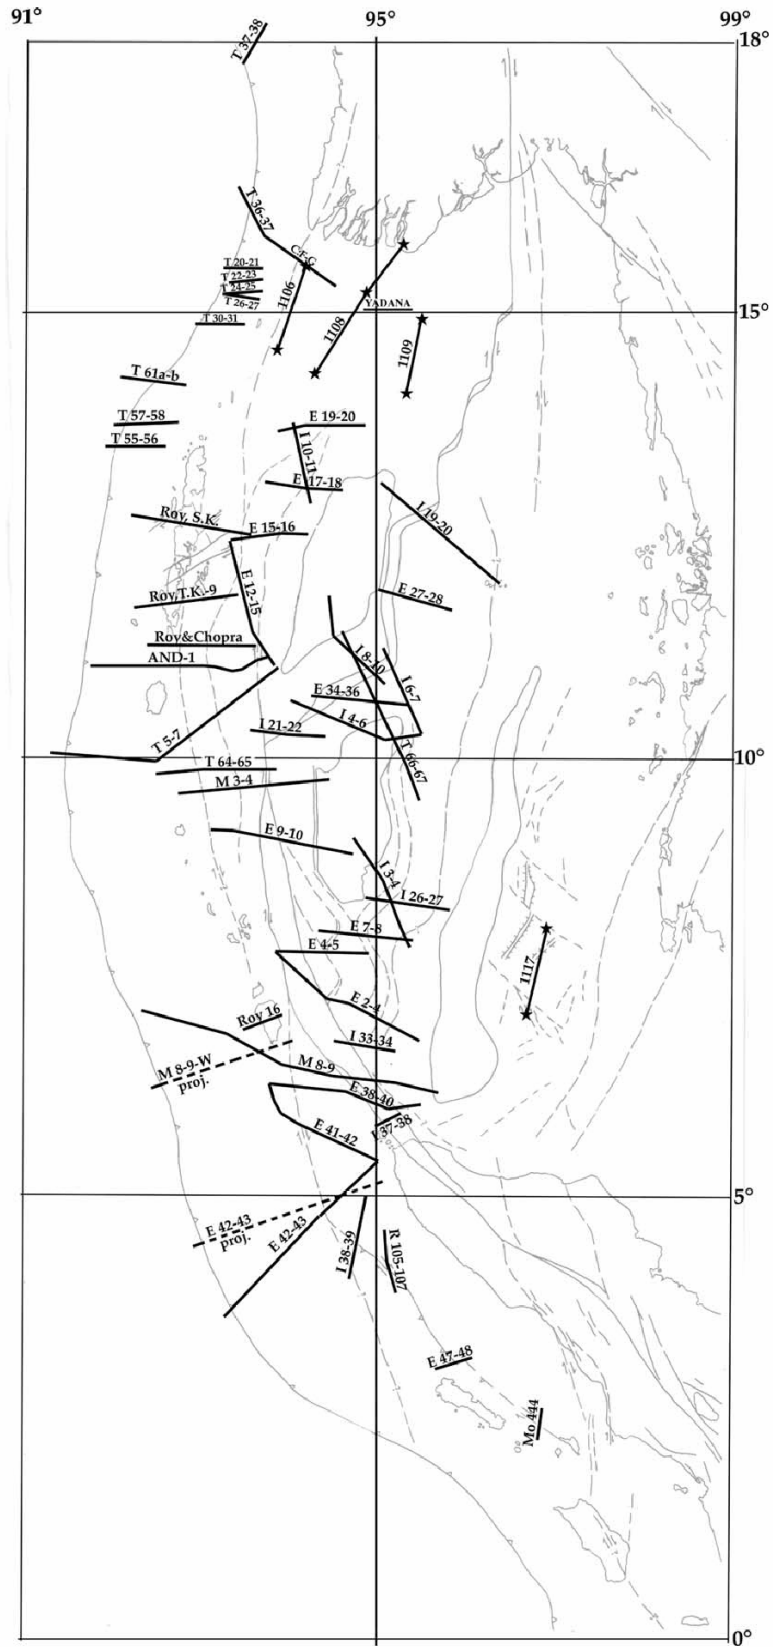 91°
95°
99°
18°
T 37-38
T 36-37
C-F-G
T 20-21
T 22-23
T 24-25
T 26-27
1106
1108
YADANA
15°
T 30-31
1109
T 61a-b
T 57-58
E 19-20
T 55-56
I 10-11
E 17-18
Roy, S.K.
I 19-20
E 15-16
E 12-15
Roy,T.K.-9
E 27-28
Roy&Chopra
AND-1
I 8-10
I 6-7
E 34-36
I 4-6
I 21-22
T 5-7
T 66-67
10°
T 64-65
M 3-4
E 9-10
I 3-4
I 26-27
E 7-8
E 4-5
1117
E 2-4
Roy 16
I 33-34
M 8-9-W
proj.
M 8-9
E 38-40
I 37-38
E 41-42
5°
E 42-43
proj.
E 42-43
I 38-39
R 105-107
E 47-48
Mo 444
0°